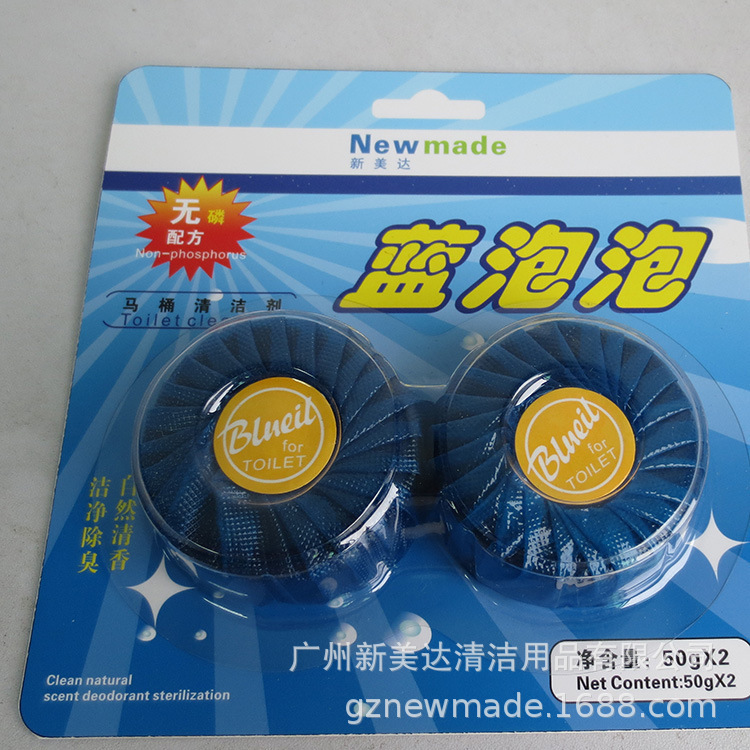 Newmade
新美达
无磷
配方
Non-phosphorus
蓝泡泡
马桶清洁剂
Toilet cle
Blueil
for
TOILET
Blueil
for
TOILET
自然清香
洁净除臭
Clean natural
scent deodorant sterilization
净含量：50gX2
Net Content:50gX2
广州新美达清洁用品有限公司
gznewmade.1688.com